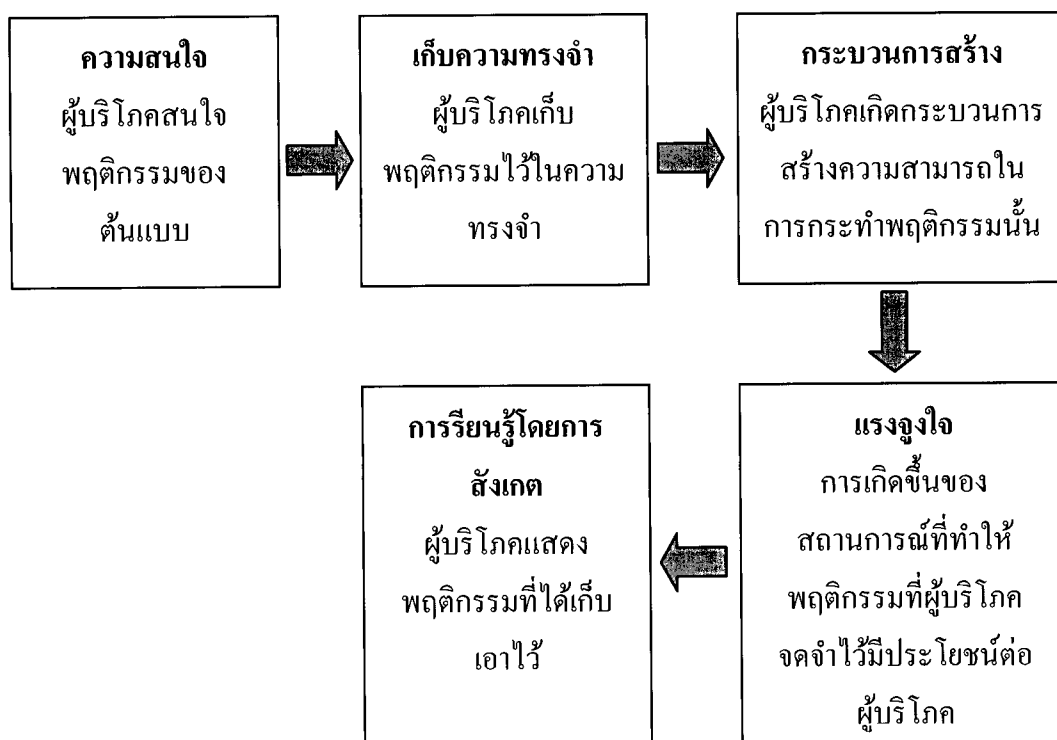 ความสนใจ
ผู้บริโภคสนใจ
พฤติกรรมของ
ต้นแบบ
เก็บความทรงจำ
ผู้บริโภคเก็บ
พฤติกรรมไว้ในความ
ทรงจำ
กระบวนการสร้าง
ผู้บริโภคเกิดกระบวนการ
สร้างความสามารถใน
การกระทำพฤติกรรมนั้น
แรงจูงใจ
การเกิดขึ้นของ
สถานการณ์ที่ทำให้
พฤติกรรมที่ผู้บริโภค
จดจำไว้มีประโยชน์ต่อ
ผู้บริโภค
การรียนรู้โดยการ
สังเกต
ผู้บริโภคแสดง
พฤติกรรมที่ได้เก็บ
เอาไว้